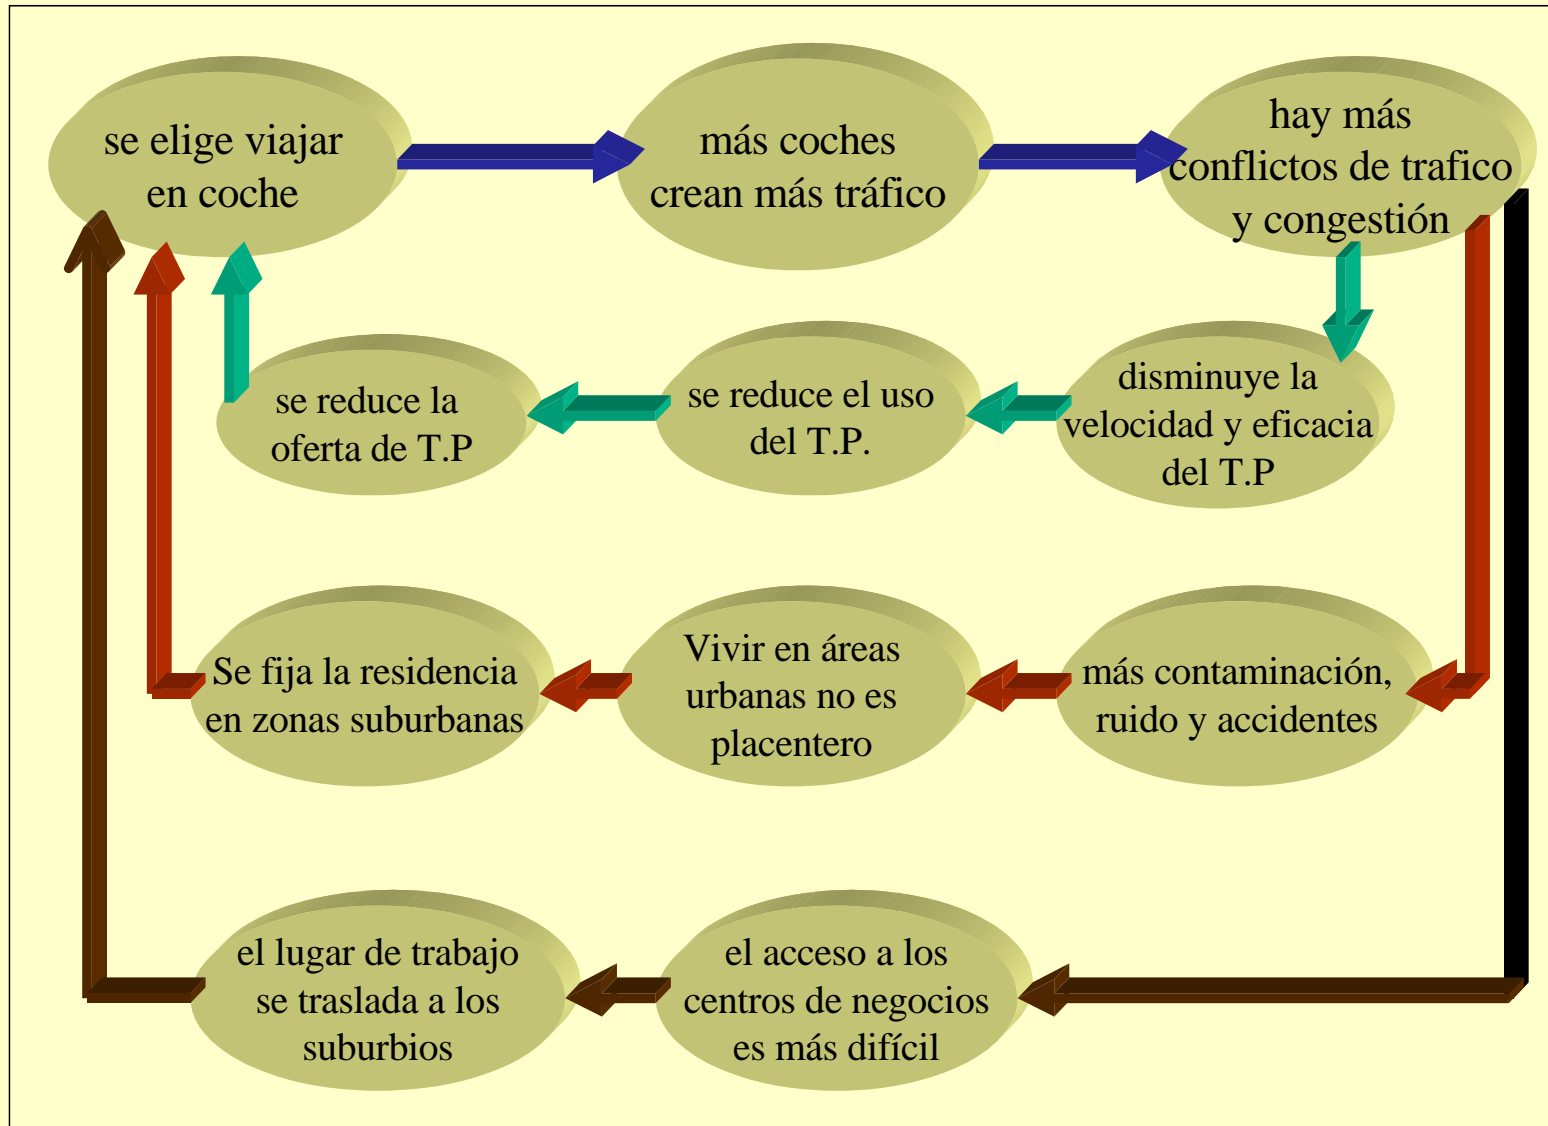 se elige viajar
en coche
más coches
crean más tráfico
hay más
conflictos de trafico
y congestión
se reduce la
oferta de T.P
se reduce el uso
del T.P.
disminuye la
velocidad y eficacia
del T.P
Se fija la residencia
en zonas suburbanas
Vivir en áreas
urbanas no es
placentero
más contaminación,
ruido y accidentes
el lugar de trabajo
se traslada a los
suburbios
el acceso a los
centros de negocios
es más difícil